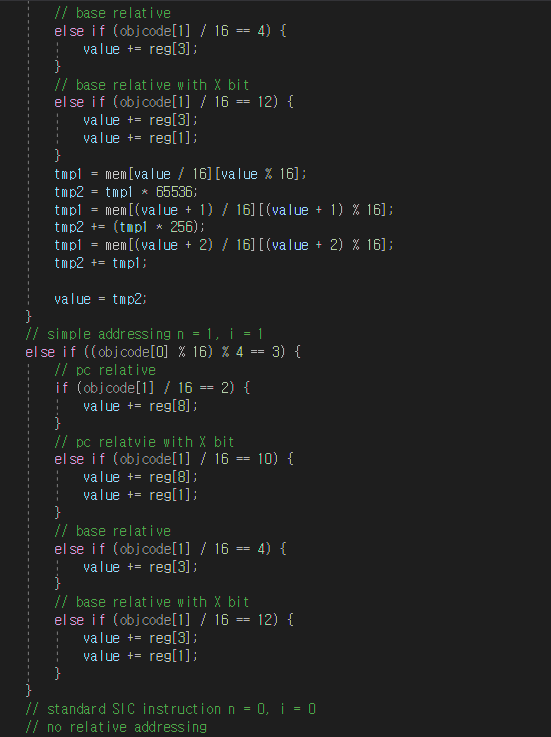 // base relative
else if (objcode[1] / 16 == 4) {
value += reg[3];
}
// base relative with X bit
else if (objcode[1] / 16 == 12) {
value += reg[3];
value += reg[1];
}
tmp1 = mem[value / 16][value % 16];
tmp2 = tmp1 * 65536;
tmp1 = mem[(value + 1) / 16][(value + 1) % 16];
tmp2 += (tmp1 * 256);
tmp1 = mem[(value + 2) / 16][(value + 2) % 16];
tmp2 += tmp1;
value = tmp2;
}
// simple addressing n = 1, i = 1
else if ((objcode[0] % 16) % 4 == 3) {
// pc relative
if (objcode[1] / 16 == 2) {
value += reg[8];
}
// pc relatvie with X bit
else if (objcode[1] / 16 == 10) {
value += reg[8];
value += reg[1];
}
// base relative
else if (objcode[1] / 16 == 4) {
value += reg[3];
}
// base relative with X bit
else if (objcode[1] / 16 == 12) {
value += reg[3];
value += reg[1];
}
}
// standard SIC instruction n = 0, i = 0
// no relative addressing